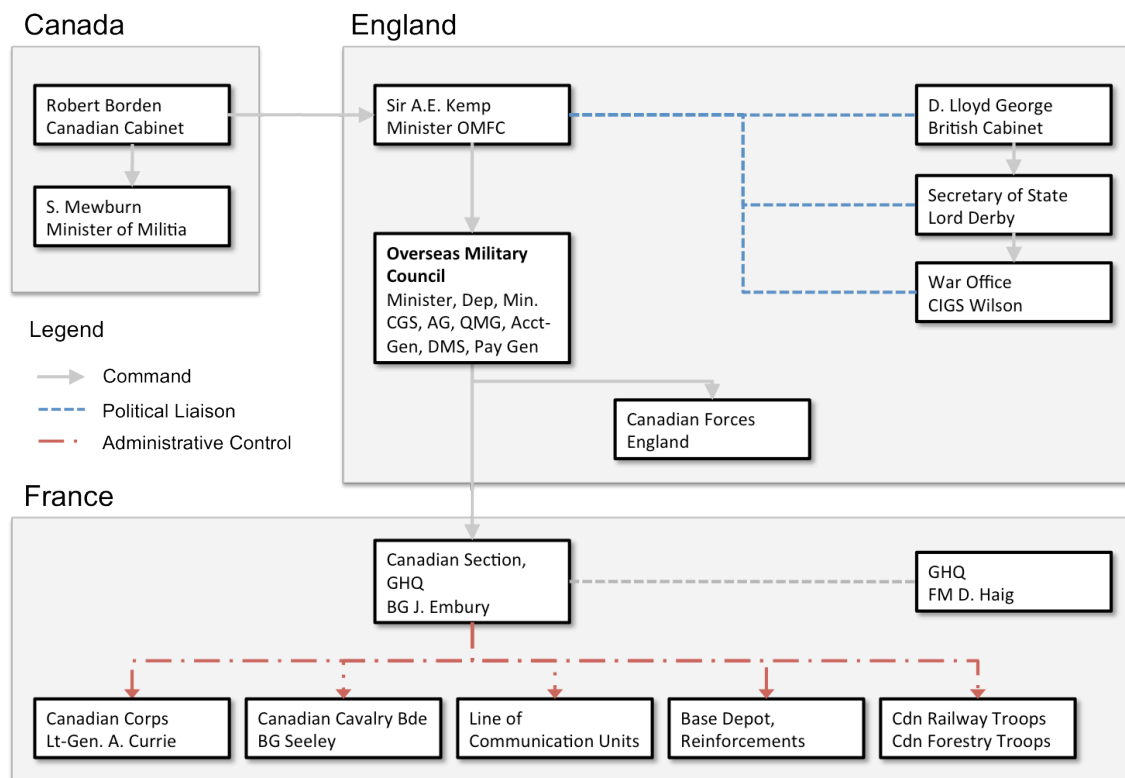 Canada
England
Robert Borden
Canadian Cabinet
Sir A.E. Kemp
Minister OMFC
D. Lloyd George
British Cabinet
S. Mewburn
Minister of Militia
Secretary of State
Lord Derby
Overseas Military
Council
Minister, Dep, Min.
CGS, AG, QMG, Acct-
Gen, DMS, Pay Gen
War Office
CIGS Wilson
Legend
Command
Political Liaison
Administrative Control
Canadian Forces
England
France
Canadian Section,
GHQ
BG J. Embury
GHQ
FM D. Haig
Canadian Corps
Lt-Gen. A. Currie
Canadian Cavalry Bde
BG Seeley
Line of
Communication Units
Base Depot,
Reinforcements
Cdn Railway Troops
Cdn Forestry Troops